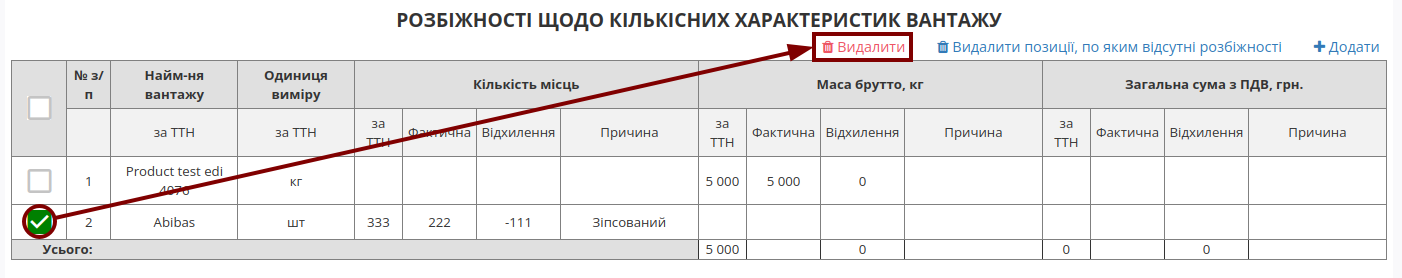 РОЗБІЖНОСТІ ЩОДО КІЛЬКІСНИХ ХАРАКТЕРИСТИК ВАНТАЖУ
Видалити Видалити позиції, по яким відсутні розбіжності Додати
№ з/п Найм-ня вантажу Одиниця виміру Кількість місць Маса брутто, кг Загальна сума з ПДВ, грн.
за ТТН за ТТН за ТТН Фактична Відхилення Причина за ТТН Фактична Відхилення Причина за ТТН Фактична Відхилення Причина
1 Product test edi 4076 кг 5 000 5 000 0
2 Abibas шт 333 222 -111 Зіпсований
Усього: 5 000 0 0 0